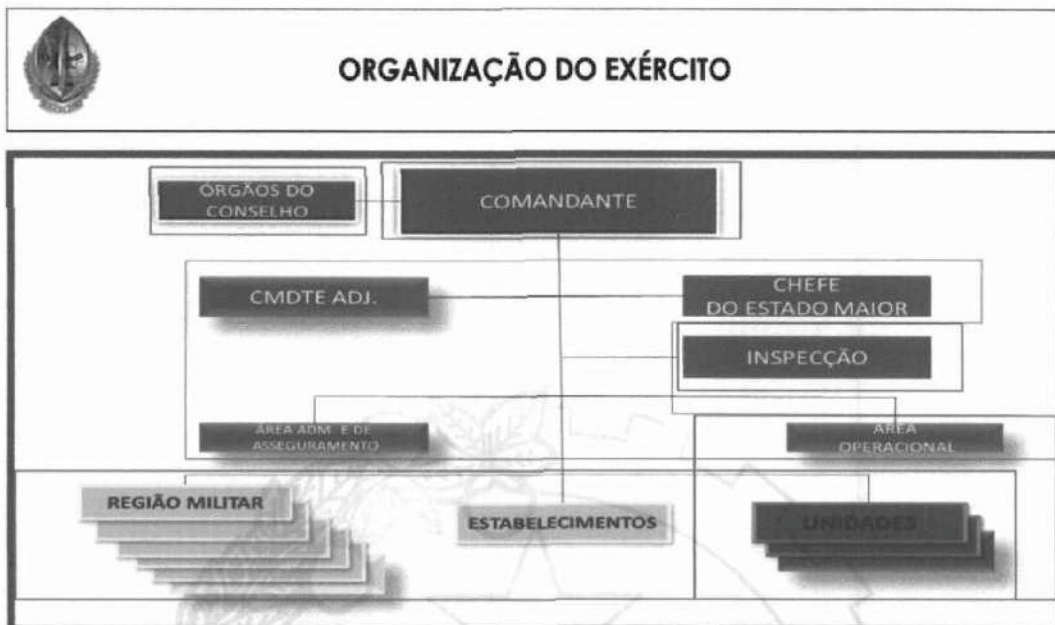 ORGANIZAÇÃO DO EXÉRCITO
ÓRGÃOS DO
CONSELHO
COMANDANTE
CMDTE ADJ.
CHEFE
DO ESTADO MAIOR
INSPECÇÃO
ÁREA ADM. E DE
ASSEGURAMENTO
ÁREA
OPERACIONAL
REGIÃO MILITAR
ESTABELECIMENTOS
UNIDADES